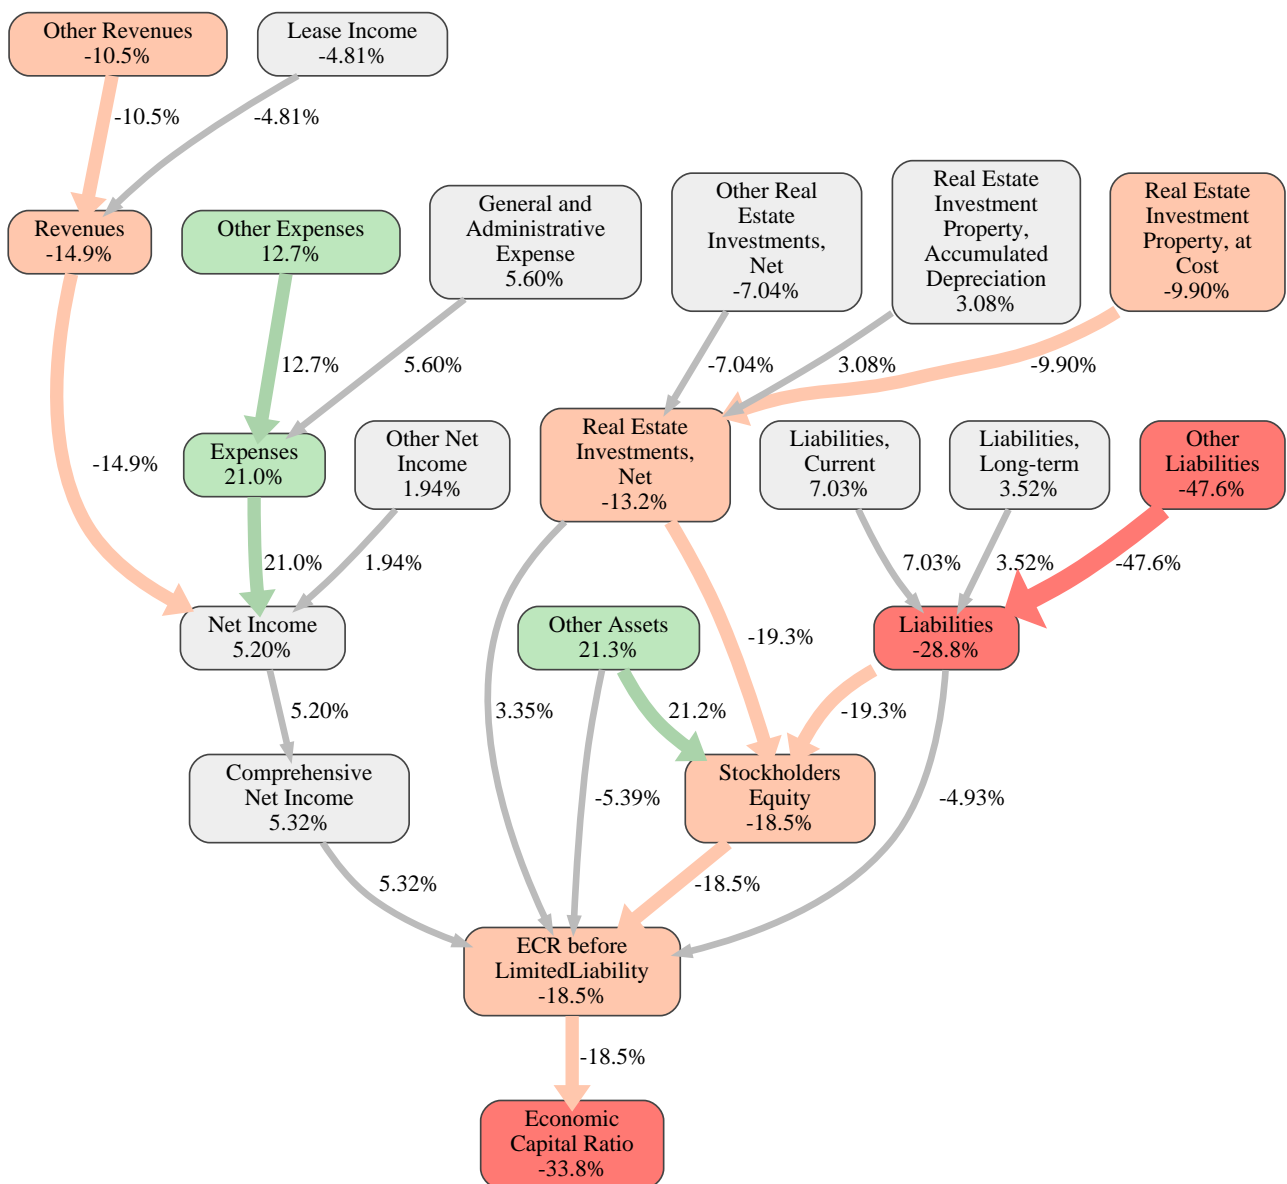 Other Revenues
-10.5%
Lease Income
-4.81%
-10.5%
-4.81%
Revenues
-14.9%
Other Expenses
12.7%
General and
Administrative
Expense
5.60%
Other Real
Estate
Investments,
Net
-7.04%
Real Estate
Investment
Property,
Accumulated
Depreciation
3.08%
Real Estate
Investment
Property, at
Cost
-9.90%
12.7%
5.60%
-7.04%
3.08%
-9.90%
-14.9%
Expenses
21.0%
Other Net
Income
1.94%
Real Estate
Investments,
Net
-13.2%
Liabilities,
Current
7.03%
Liabilities,
Long-term
3.52%
Other
Liabilities
-47.6%
21.0%
1.94%
7.03%
3.52%
-47.6%
Net Income
5.20%
Other Assets
21.3%
-19.3%
Liabilities
-28.8%
5.20%
3.35%
21.2%
-19.3%
Comprehensive
Net Income
5.32%
-5.39%
Stockholders
Equity
-18.5%
-4.93%
5.32%
-18.5%
ECR before
LimitedLiability
-18.5%
-18.5%
Economic
Capital Ratio
-33.8%